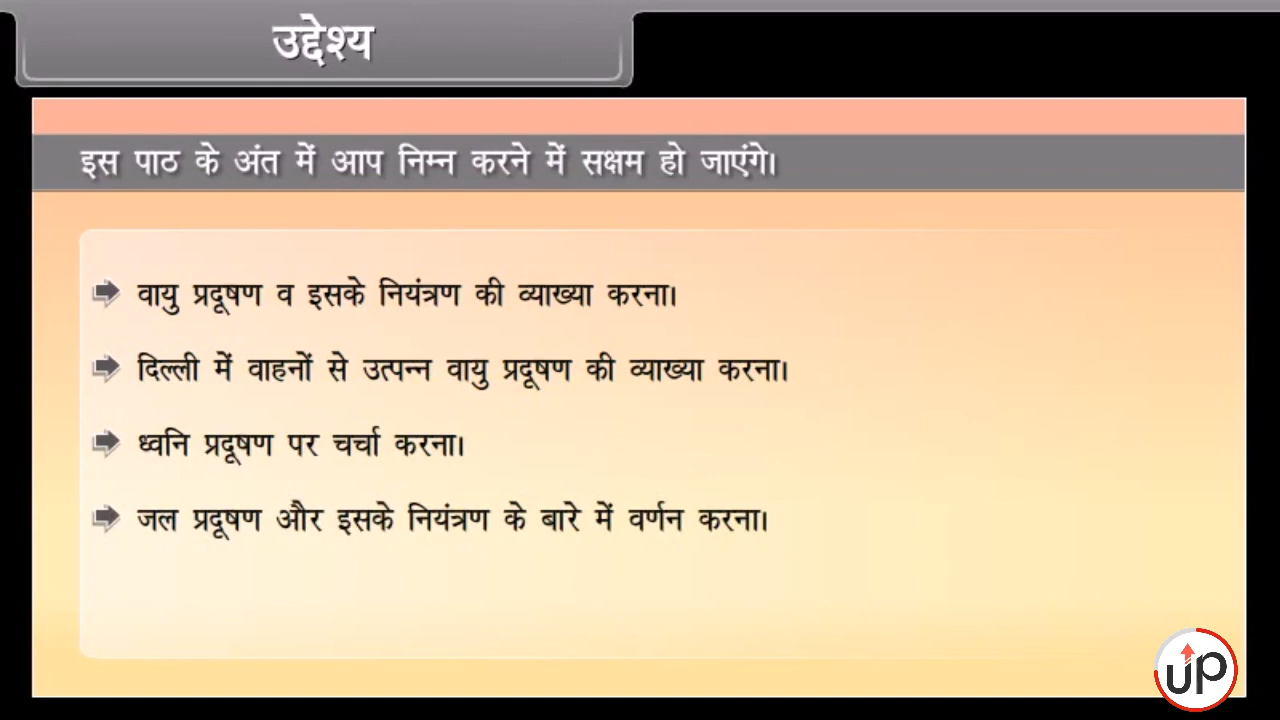 उद्देश्य
इस पाठ के अंत में आप निम्न करने में सक्षम हो जाएंगे।
वायु प्रदूषण व इसके नियंत्रण की व्याख्या करना।
दिल्ली में वाहनों से उत्पन्न वायु प्रदूषण की व्याख्या करना।
ध्वनि प्रदूषण पर चर्चा करना।
जल प्रदूषण और इसके नियंत्रण के बारे में वर्णन करना।
UP